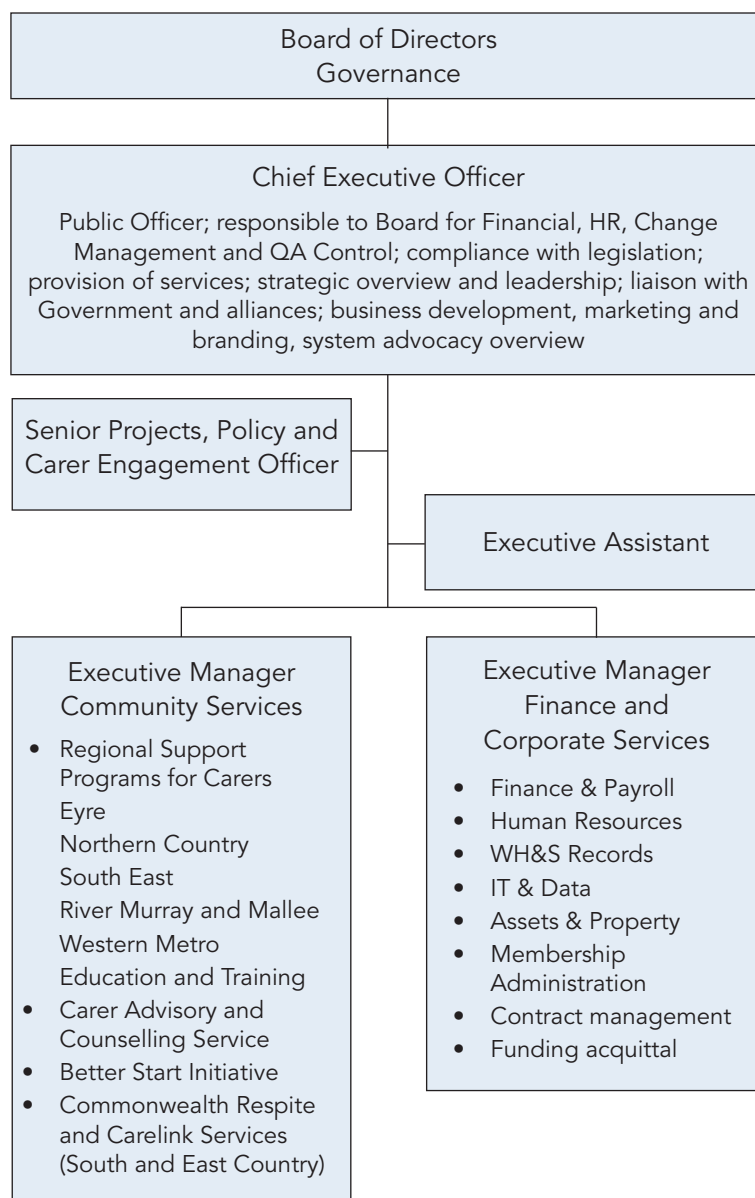 Board of Directors
Governance
Chief Executive Officer
Public Officer; responsible to Board for Financial, HR, Change
Management and QA Control; compliance with legislation;
provision of services; strategic overview and leadership; liaison with
Government and alliances; business development, marketing and
branding, system advocacy overview
Senior Projects, Policy and
Carer Engagement Officer
Executive Assistant
Executive Manager
Community Services
• Regional Support
Programs for Carers
Eyre
Northern Country
South East
River Murray and Mallee
Western Metro
Education and Training
• Carer Advisory and
Counselling Service
• Better Start Initiative
• Commonwealth Respite
and Carelink Services
(South and East Country)
Executive Manager
Finance and
Corporate Services
• Finance & Payroll
• Human Resources
• WH&S Records
• IT & Data
• Assets & Property
• Membership
Administration
• Contract management
• Funding acquittal